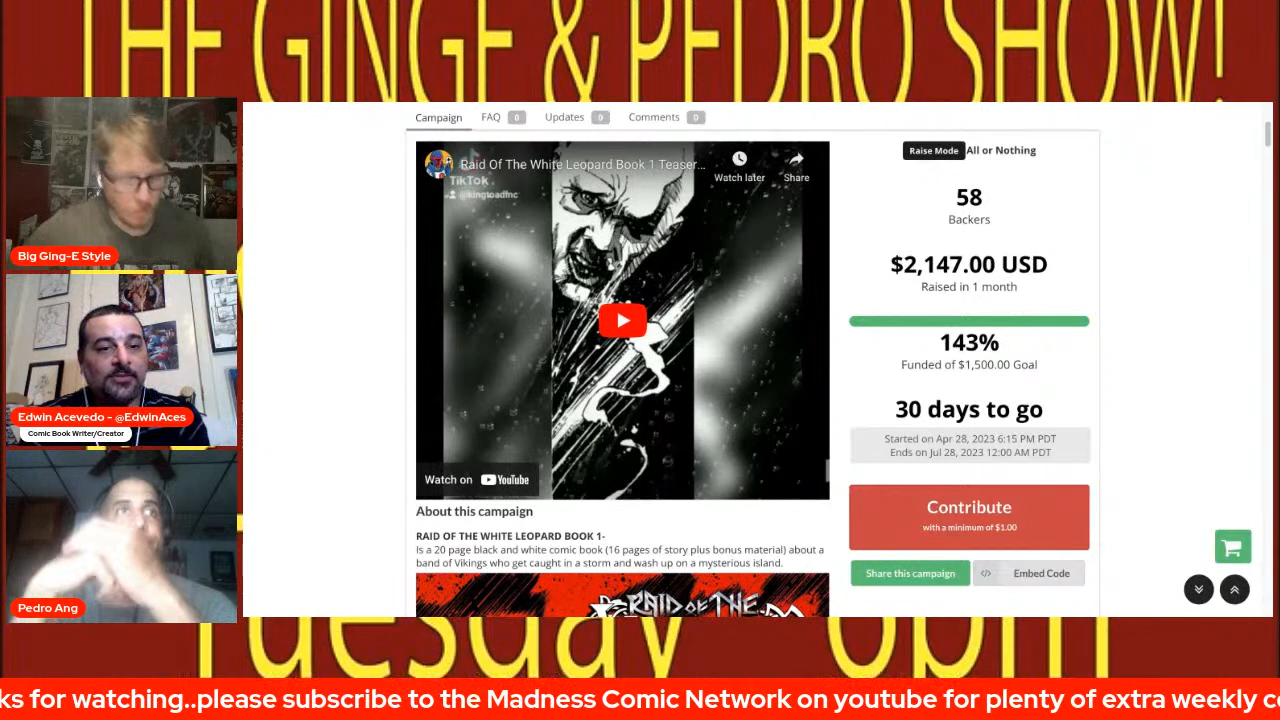 THE GINGE & PEDRO SHOW!
Big Ging-E Style
Edwin Acevedo - @EdwinAces
Comic Book Writer/Creator
Pedro Ang
Campaign FAQ 0 Updates 0 Comments 0
Raid Of The White Leopard Book 1 Teaser...
Watch later Share
TikTok
@kingtoadinc
Watch on YouTube
About this campaign
RAID OF THE WHITE LEOPARD BOOK 1-
Is a 20 page black and white comic book (16 pages of story plus bonus material) about a
band of Vikings who get caught in a storm and wash up on a mysterious island.
RAID OF THE
Raise Mode All or Nothing
58
Backers
$2,147.00 USD
Raised in 1 month
143%
Funded of $1,500.00 Goal
30 days to go
Started on Apr 28, 2023 6:15 PM PDT
Ends on Jul 28, 2023 12:00 AM PDT
Contribute
with a minimum of $1.00
Share this campaign </> Embed Code
Tuesday 8pm
ks for watching..please subscribe to the Madness Comic Network on youtube for plenty of extra weekly c